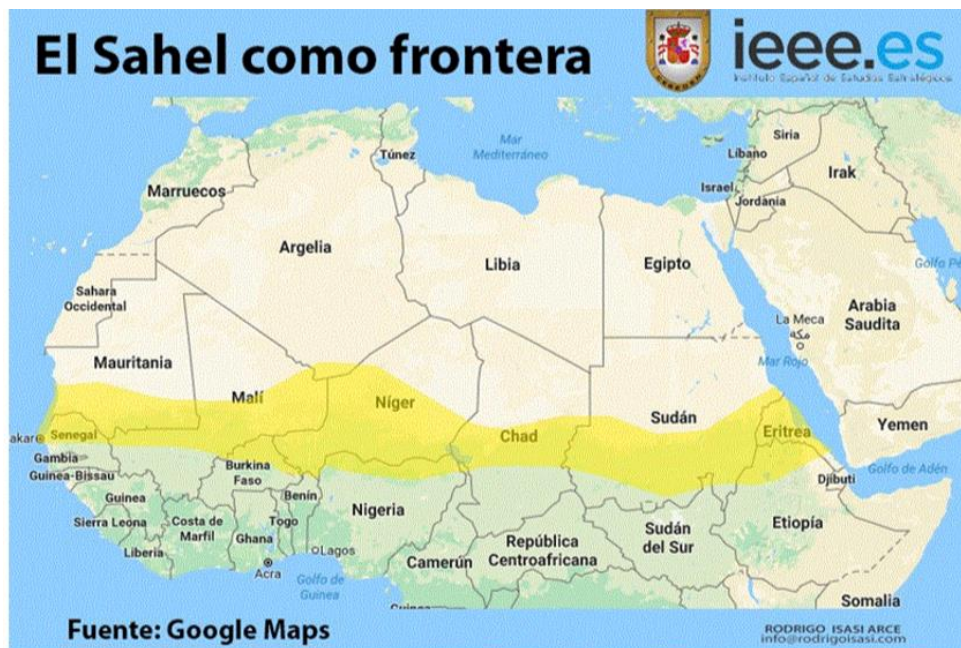 El Sahel como frontera
ieee.es
Instituto Español de Estudios Estratégicos
Mar
Mediterráneo
Siria
Túnez
Líbano
Irak
Marruecos
Israel
Jordania
Argelia
Libia
Egipto
Golfo Pé
Sahara
Occidental
Arabia
Saudita
La Meca
مكة
Mar Rojo
Mauritania
Malí
Níger
Chad
Sudán
Eritrea
Yemen
akar
Senegal
Gambia
Guinea-Bissau
Burkina
Faso
Djibuti
Golfo de Adén
Guinea
Benín
Nigeria
Sierra Leona
Costa de
Marfil
Togo
Ghana
Etiopía
Sudán
del Sur
República
Centroafricana
Liberia
Lagos
Camerún
Acra
Golfo de
Guinea
Somalia
Fuente: Google Maps
RODRIGO ISASI ARCE
info@rodrigoisasi.com